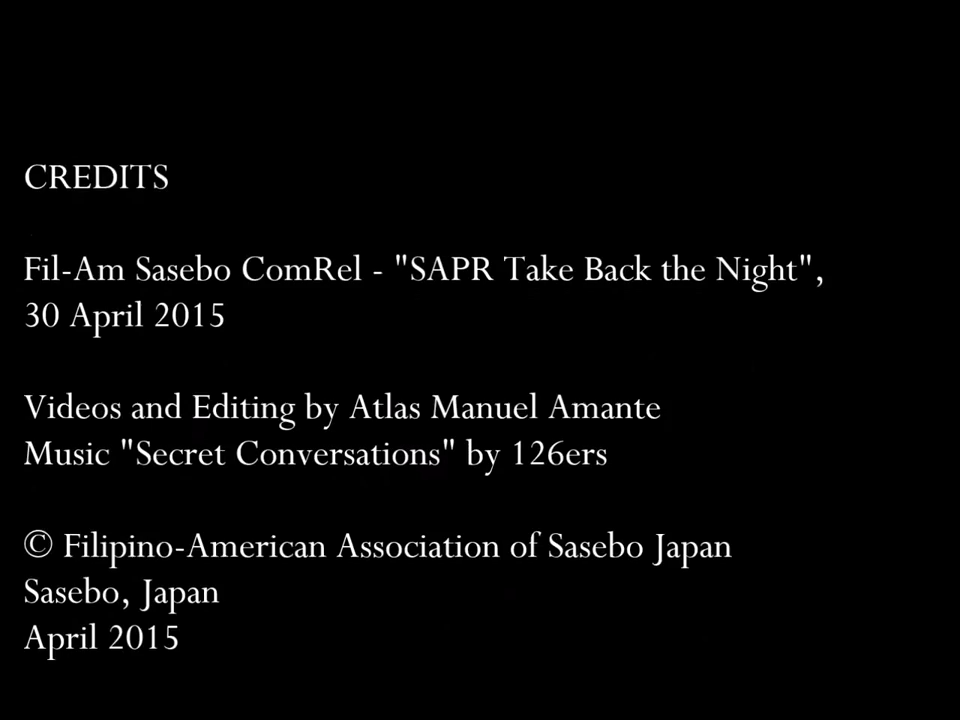 CREDITS
Fil-Am Sasebo ComRel - "SAPR Take Back the Night",
30 April 2015
Videos and Editing by Atlas Manuel Amante
Music "Secret Conversations" by 126ers
© Filipino-American Association of Sasebo Japan
Sasebo, Japan
April 2015